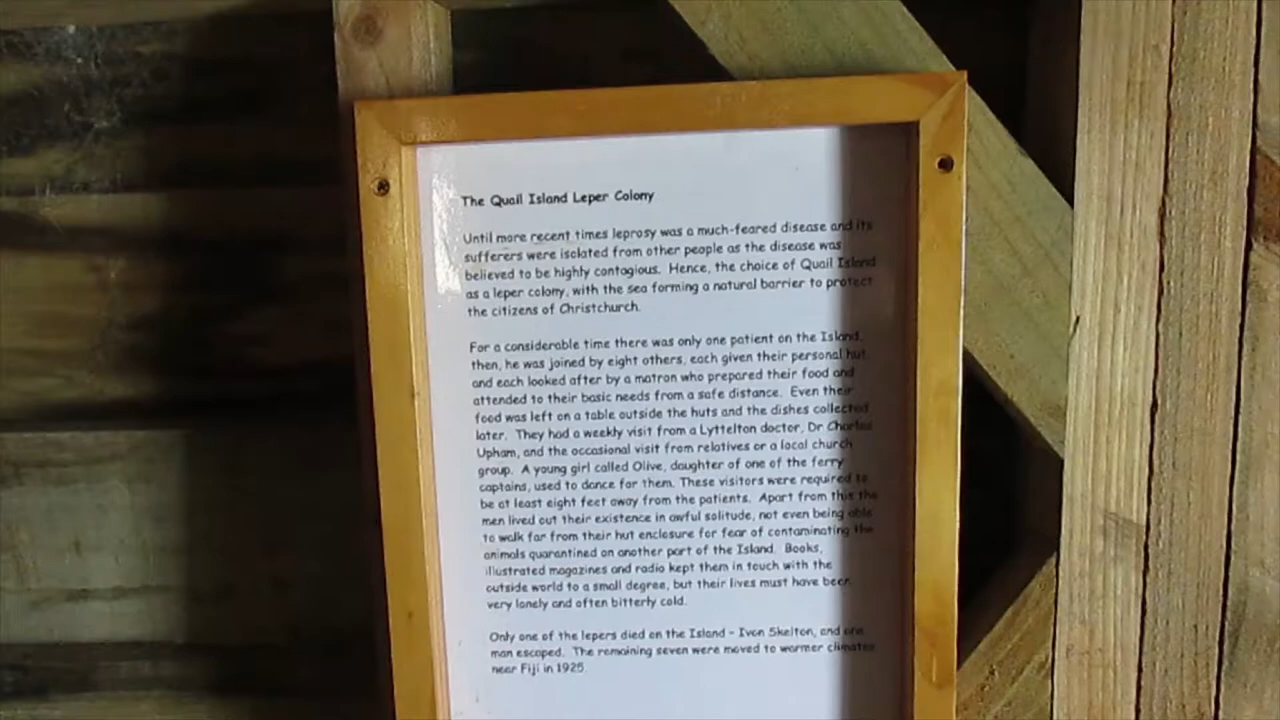 The Quail Island Leper Colony
Until more recent times leprosy was a much-feared disease and its
sufferers were isolated from other people as the disease was
believed to be highly contagious. Hence, the choice of Quail Island
as a leper colony, with the sea forming a natural barrier to protect
the citizens of Christchurch.
For a considerable time there was only one patient on the Island,
then, he was joined by eight others, each given their personal hut
and each looked after by a matron who prepared their food and
attended to their basic needs from a safe distance. Even their
food was left on a table outside the huts and the dishes collected
later. They had a weekly visit from a Lyttelton doctor, Dr Charles
Upham, and the occasional visit from relatives or a local church
group. A young girl called Olive, daughter of one of the ferry
captains, used to dance for them. These visitors were required to
be at least eight feet away from the patients. Apart from this the
men lived out their existence in awful solitude, not even being able
to walk far from their hut enclosure for fear of contaminating the
animals quarantined on another part of the Island. Books,
illustrated magazines and radio kept them in touch with the
outside world to a small degree, but their lives must have been
very lonely and often bitterly cold.
Only one of the lepers died on the Island - Ivon Skelton, and one
man escaped. The remaining seven were moved to warmer climates
near Fiji in 1925.